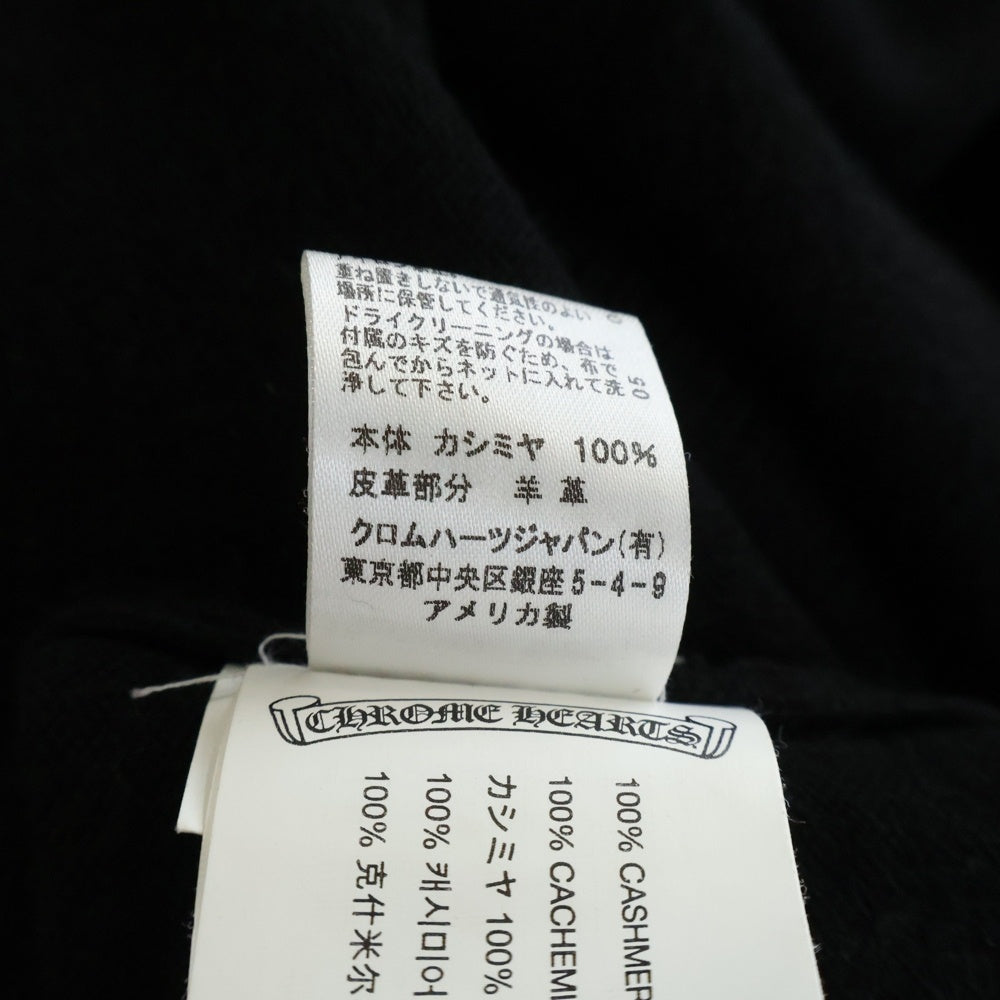 重ね置きしないで通気性のよい
場所に保管してください。
ドライクリーニングの場合は
付属のキズを防ぐため、布で
包んでからネットに入れて洗
浄して下さい。
本体 カシミヤ 100%
皮革部分 羊革
クロムハーツジャパン(有)
東京都中央区銀座5-4-9
アメリカ製
CHROME HEARTS
100% CASHMER
100% CACHEMI
カシミヤ 100%
100% 캐시미어
100% 克什米尔